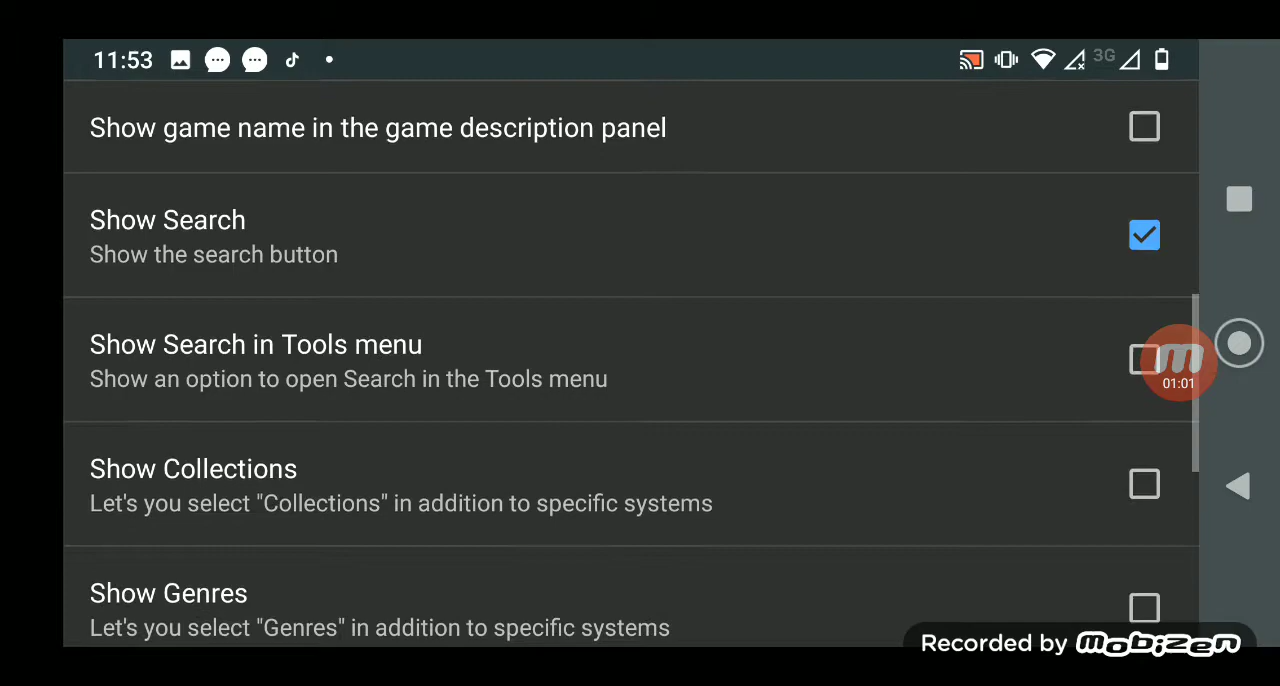 11:53
3G
Show game name in the game description panel
Show Search
Show the search button
Show Search in Tools menu
Show an option to open Search in the Tools menu
01:01
Show Collections
Let's you select "Collections" in addition to specific systems
Show Genres
Let's you select "Genres" in addition to specific systems
Recorded by mobizen